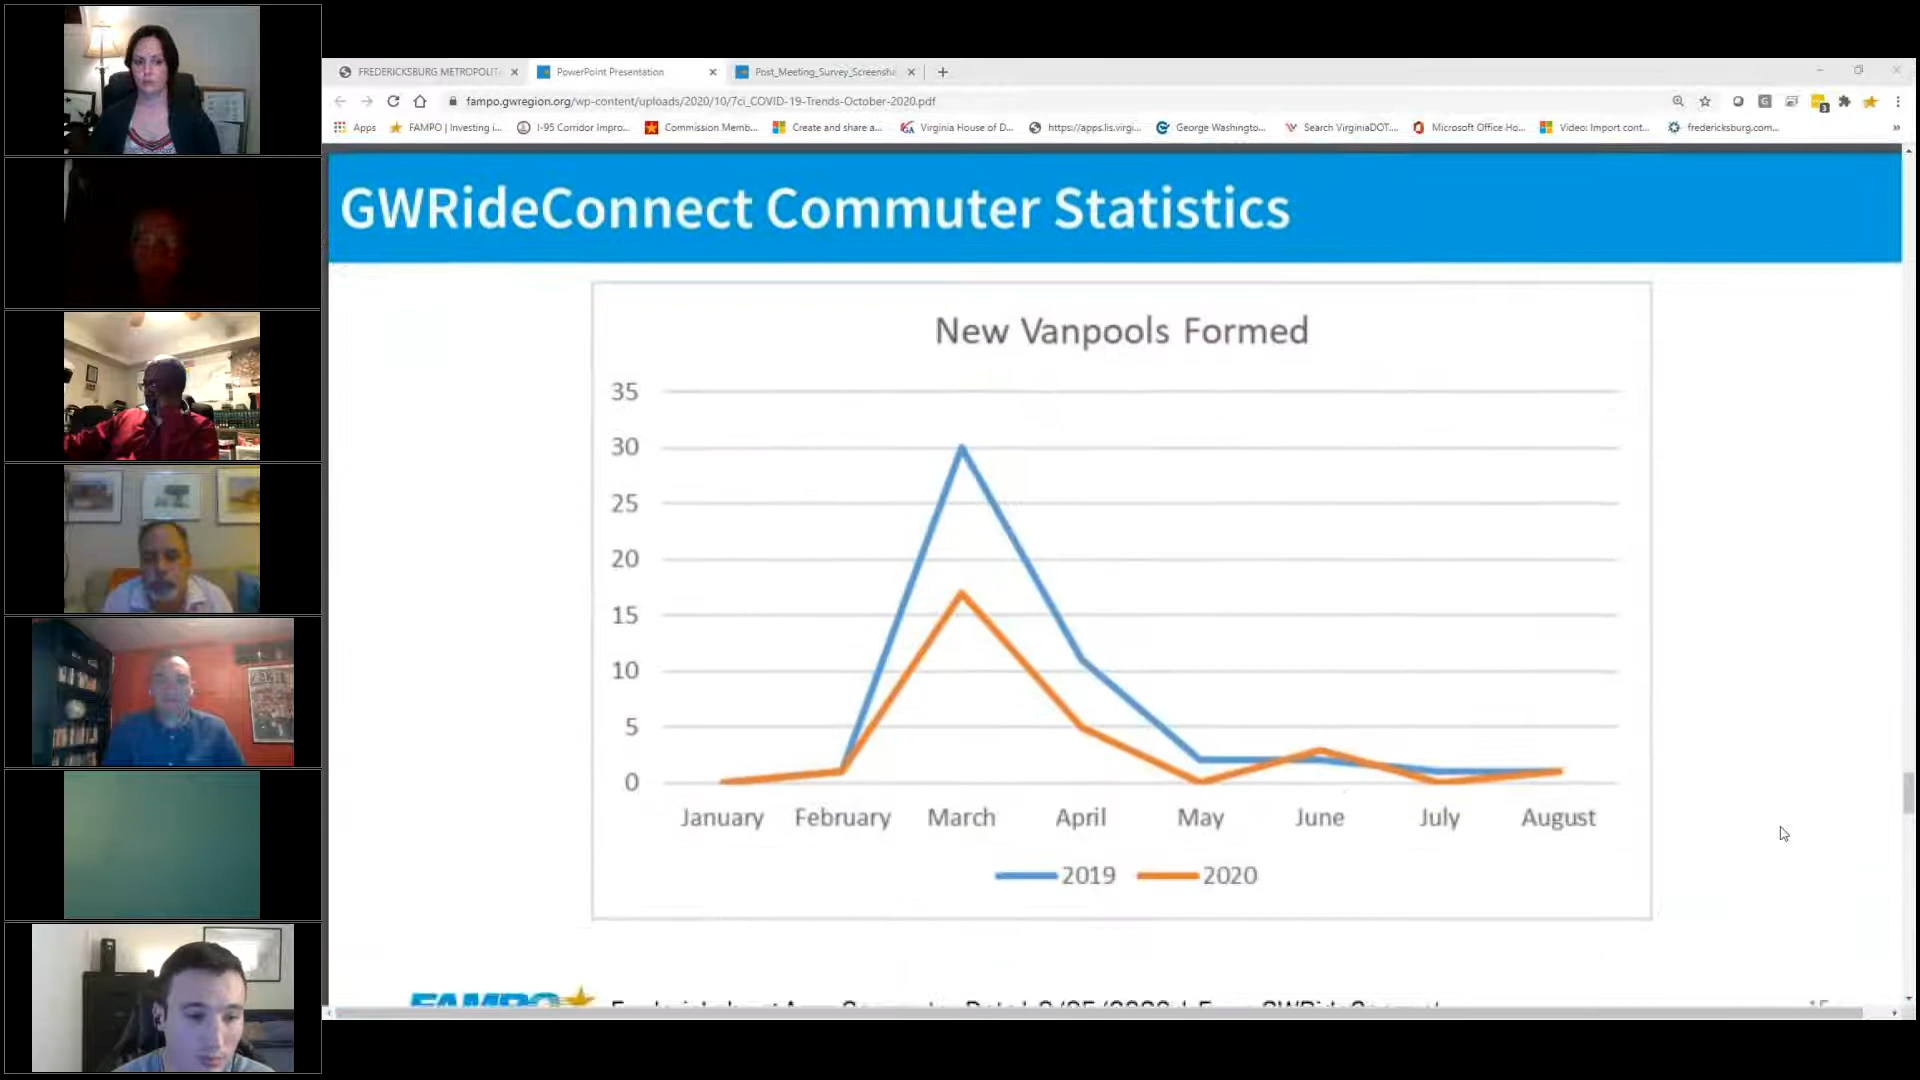 FREDERICKSBURG METROPOLIT
PowerPoint Presentation
Post_Meeting_Survey_Screensh
fampo.gwregion.org/wp-content/uploads/2020/10/7ci_COVID-19-Trends-October-2020.pdf
Apps
FAMPO | Investing i...
I-95 Corridor Impro...
Commission Memb...
Create and share a...
Virginia House of D...
https://apps.lis.virgi...
George Washingto...
Search VirginiaDOT....
Microsoft Office Ho...
Video: Import cont...
fredericksburg.com...
»
GWRideConnect Commuter Statistics
New Vanpools Formed
35
30
25
20
15
10
5
0
January February March April May June July August
2019 2020
FAMPO